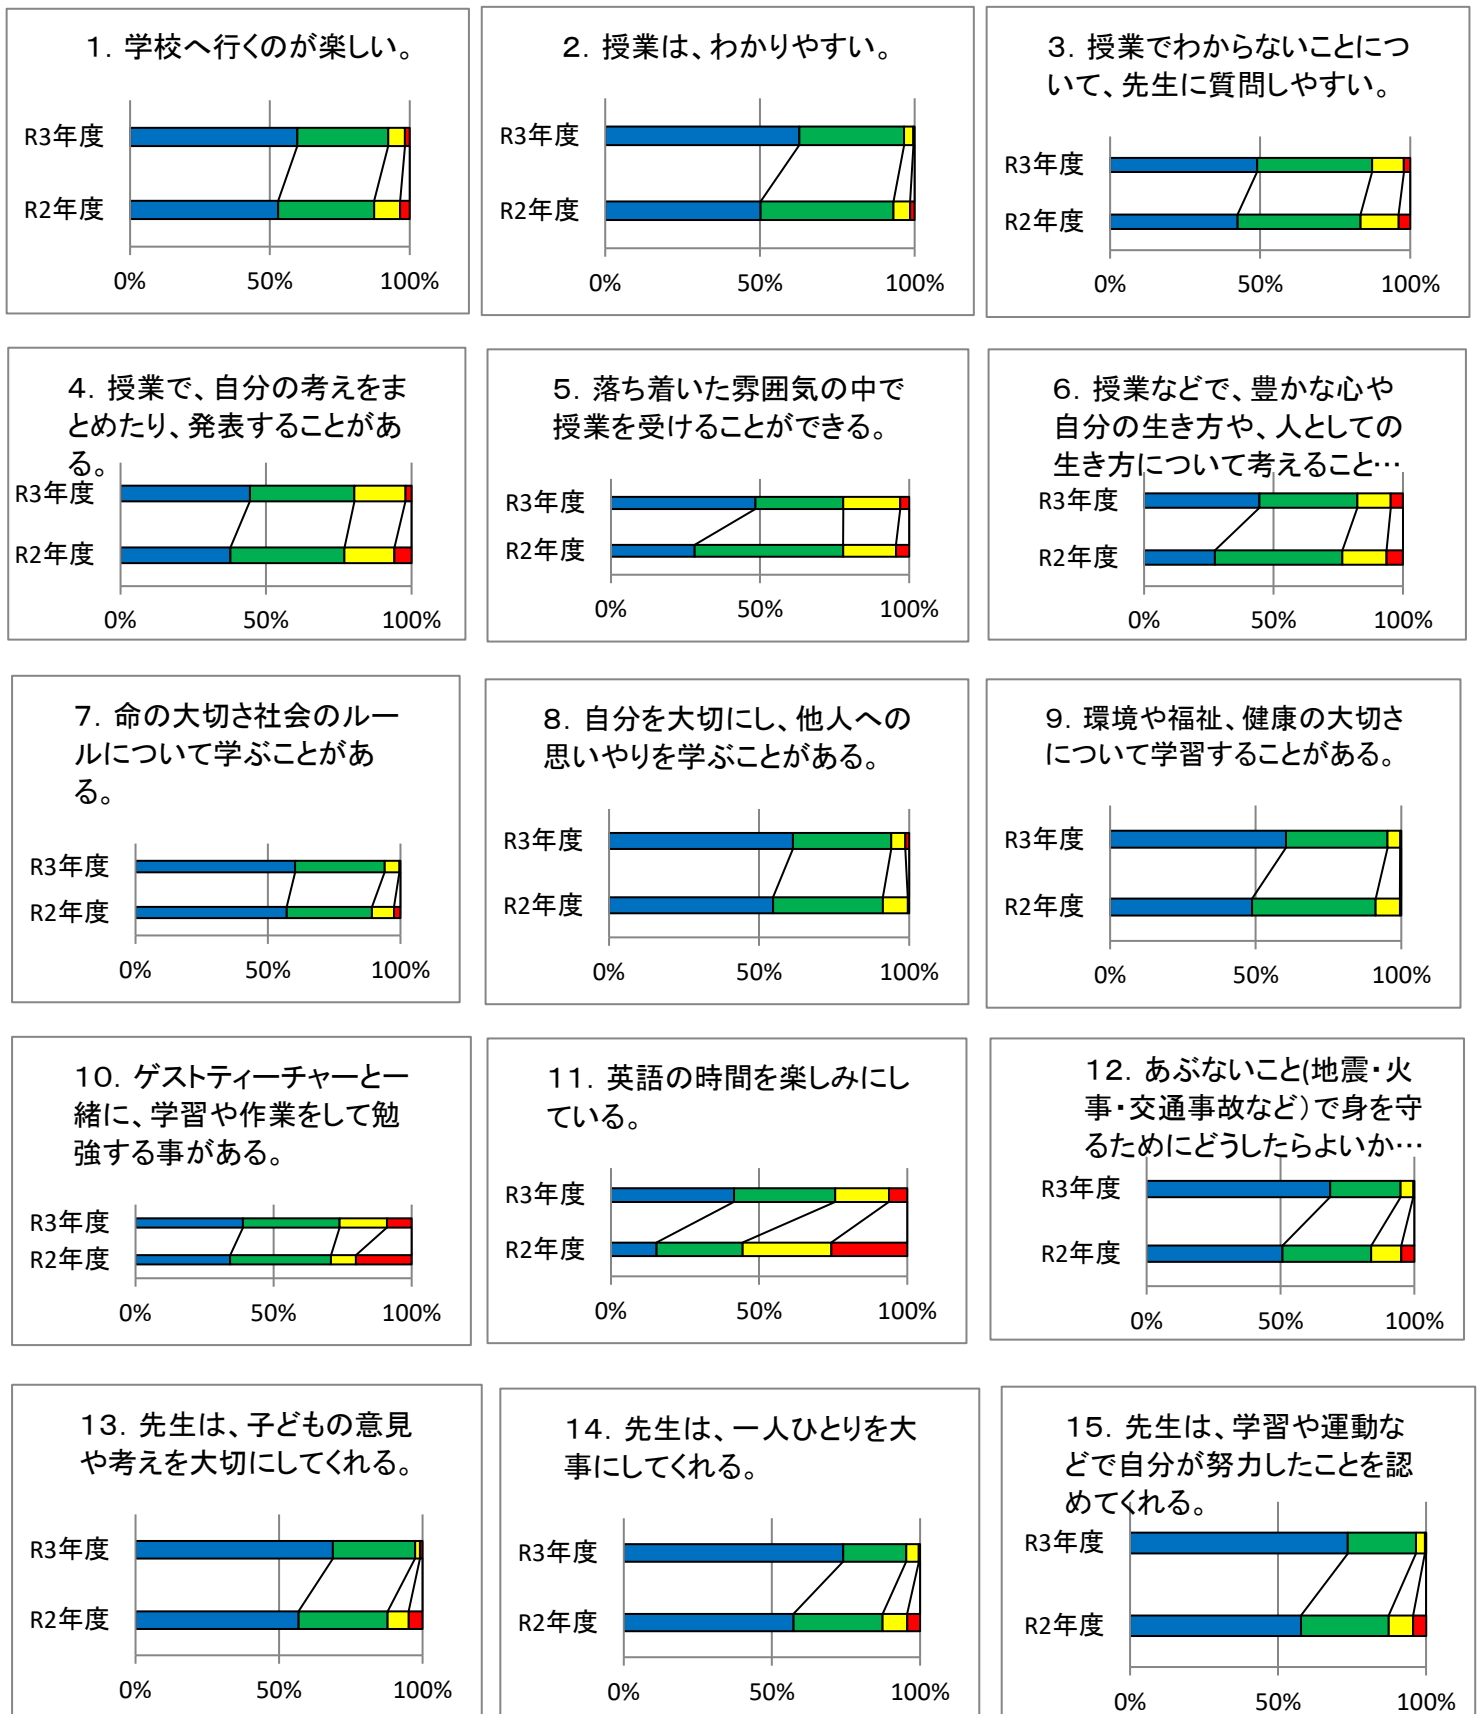 1. 学校へ行くのが楽しい。
R3年度
R2年度
0% 50% 100%
2. 授業は、わかりやすい。
R3年度
R2年度
0% 50% 100%
3. 授業でわからないことにつ
いて、先生に質問しやすい。
R3年度
R2年度
0% 50% 100%
4. 授業で、自分の考えをま
とめたり、発表することがあ
る。
R3年度
R2年度
0% 50% 100%
5. 落ち着いた雰囲気の中で
授業を受けることができる。
R3年度
R2年度
0% 50% 100%
6. 授業などで、豊かな心や
自分の生き方や、人としての
生き方について考えること…
R3年度
R2年度
0% 50% 100%
7. 命の大切さ社会のルー
ルについて学ぶことがあ
る。
R3年度
R2年度
0% 50% 100%
8. 自分を大切にし、他人への
思いやりを学ぶことがある。
R3年度
R2年度
0% 50% 100%
9. 環境や福祉、健康の大切さ
について学習することがある。
R3年度
R2年度
0% 50% 100%
10. ゲストティーチャーと一
緒に、学習や作業をして勉
強する事がある。
R3年度
R2年度
0% 50% 100%
11. 英語の時間を楽しみにし
ている。
R3年度
R2年度
0% 50% 100%
12. あぶないこと(地震・火
事・交通事故など)で身を守
るためにどうしたらよいか…
R3年度
R2年度
0% 50% 100%
13. 先生は、子どもの意見
や考えを大切にしてくれる。
R3年度
R2年度
0% 50% 100%
14. 先生は、一人ひとりを大
事にしてくれる。
R3年度
R2年度
0% 50% 100%
15. 先生は、学習や運動な
どで自分が努力したことを認
めてくれる。
R3年度
R2年度
0% 50% 100%